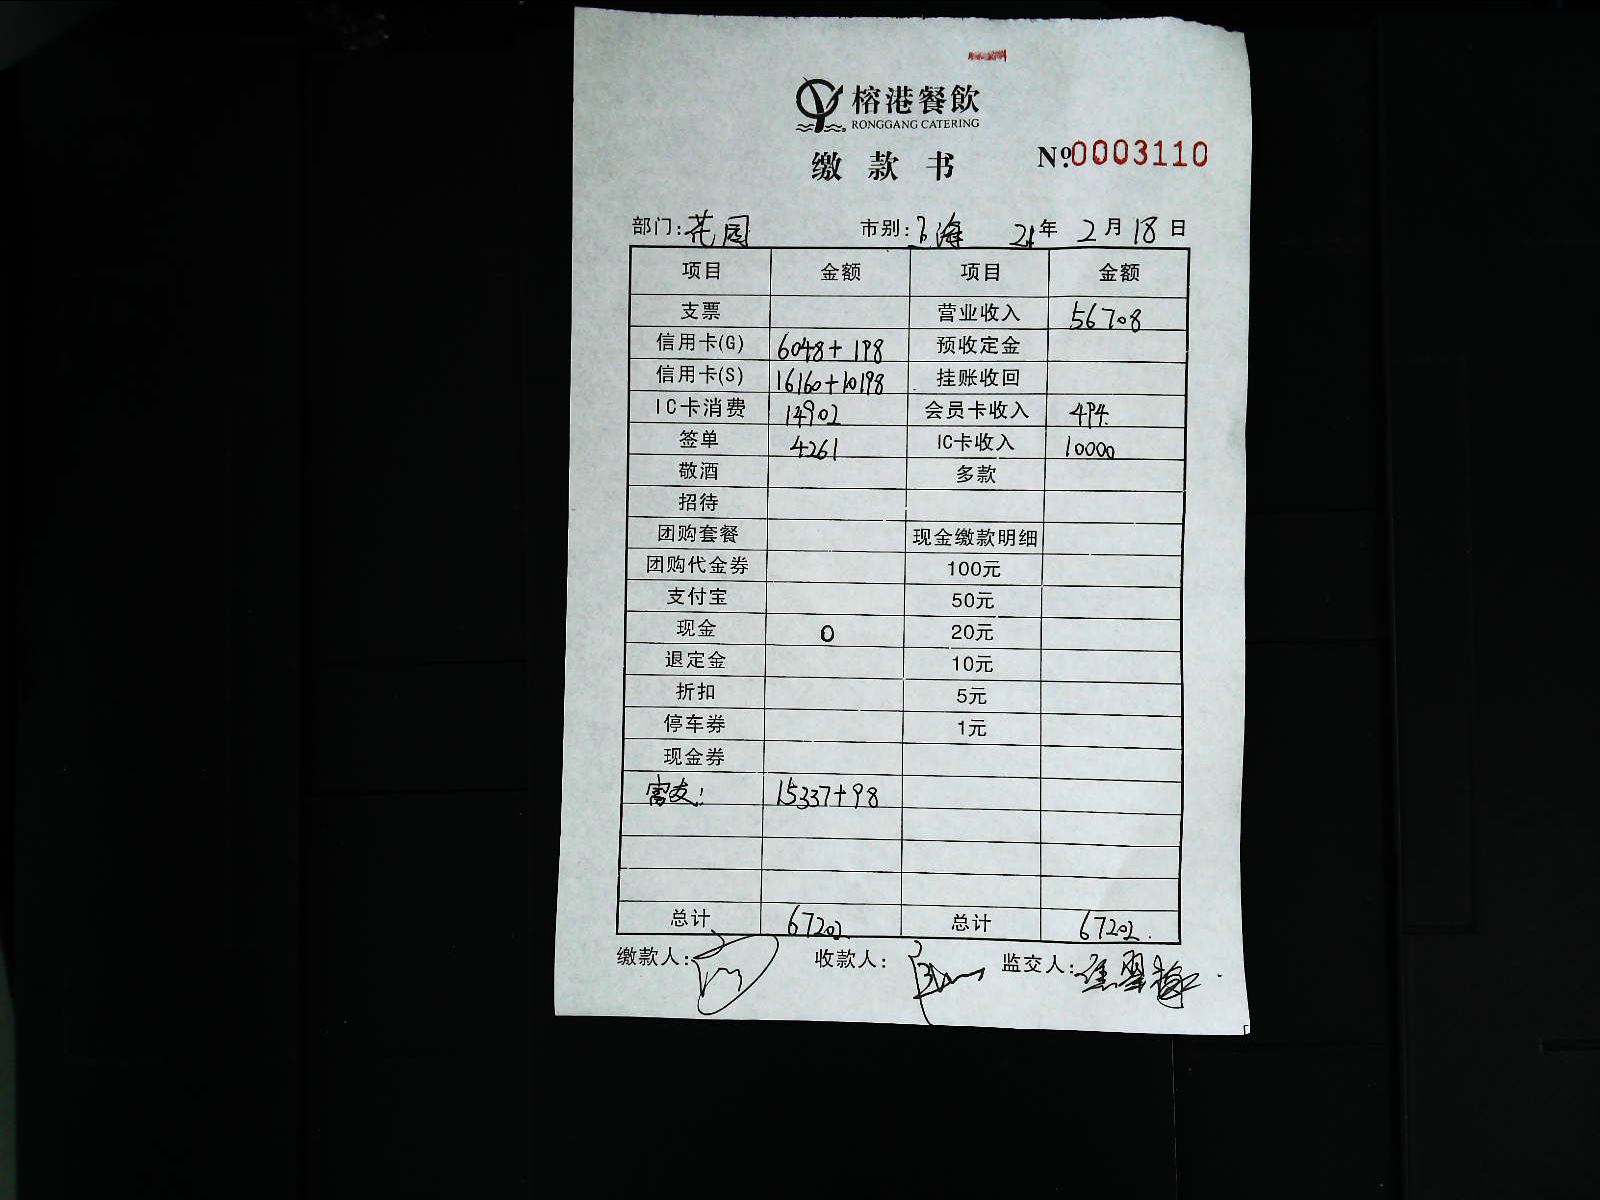 榕港餐飲
RONGGANG CATERING
缴款书 №0003110
部门:花园 市别: 21年2月18日
项目 金额 项目 金额
支票 营业收入 56708
信用卡(G) 6048+198 预收定金
信用卡(S) 16160+10198 挂账收回
IC卡消费 14902 会员卡收入 494.
签单 4261 IC卡收入 10000
敬酒 多款
招待
团购套餐 现金缴款明细
团购代金券 100元
支付宝 50元
现金 0 20元
退定金 10元
折扣 5元
停车券 1元
现金券
富友: 15337+98
总计 67202 总计 67202.
缴款人: 收款人: 监交人: